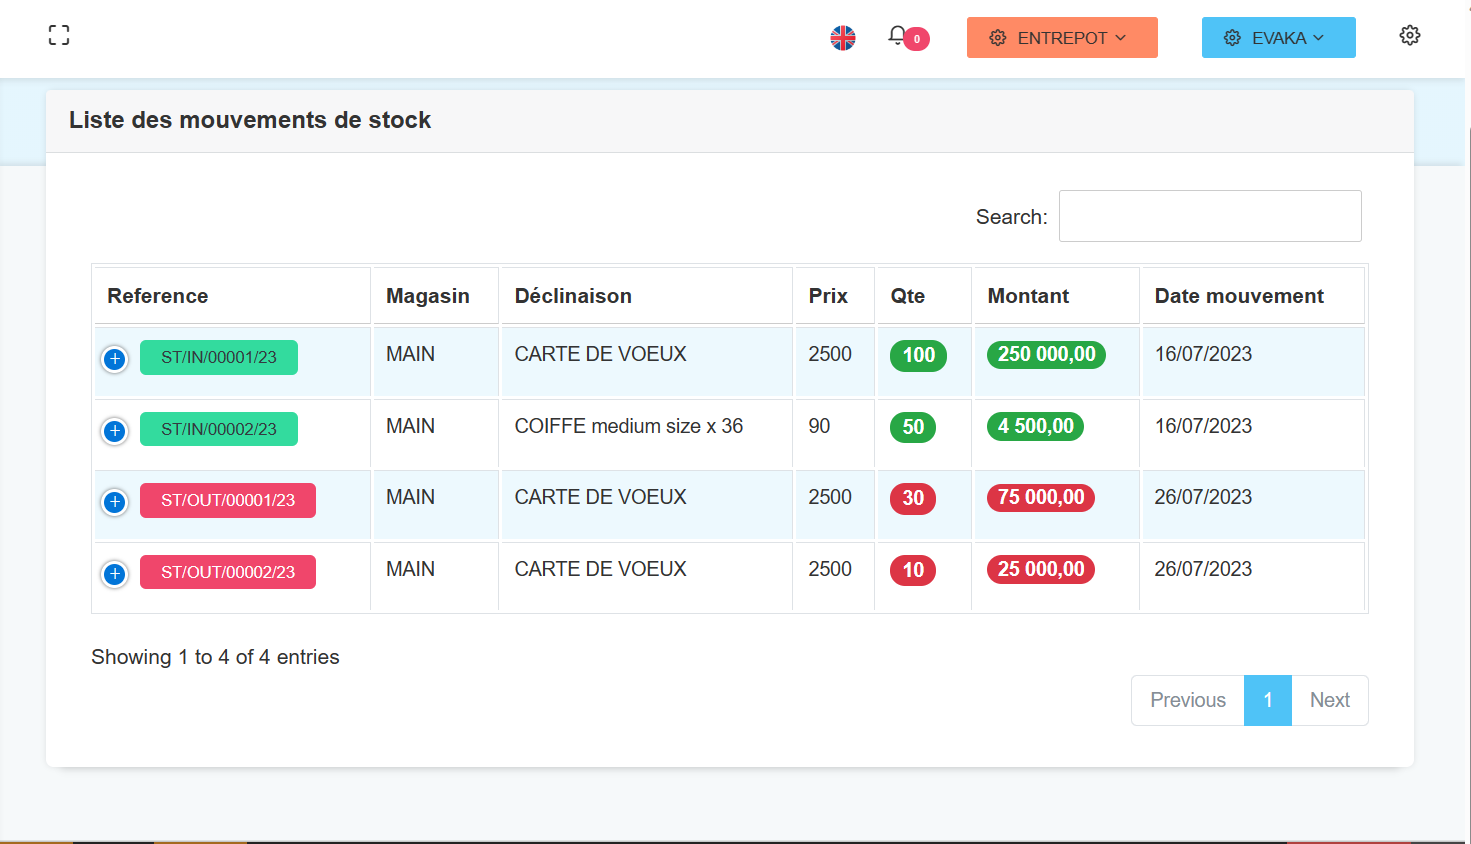 0 ENTREPOT EVAKA
Liste des mouvements de stock
Search:
Reference Magasin Déclinaison Prix Qte Montant Date mouvement
ST/IN/00001/23 MAIN CARTE DE VOEUX 2500 100 250 000,00 16/07/2023
ST/IN/00002/23 MAIN COIFFE medium size x 36 90 50 4 500,00 16/07/2023
ST/OUT/00001/23 MAIN CARTE DE VOEUX 2500 30 75 000,00 26/07/2023
ST/OUT/00002/23 MAIN CARTE DE VOEUX 2500 10 25 000,00 26/07/2023
Showing 1 to 4 of 4 entries
Previous 1 Next